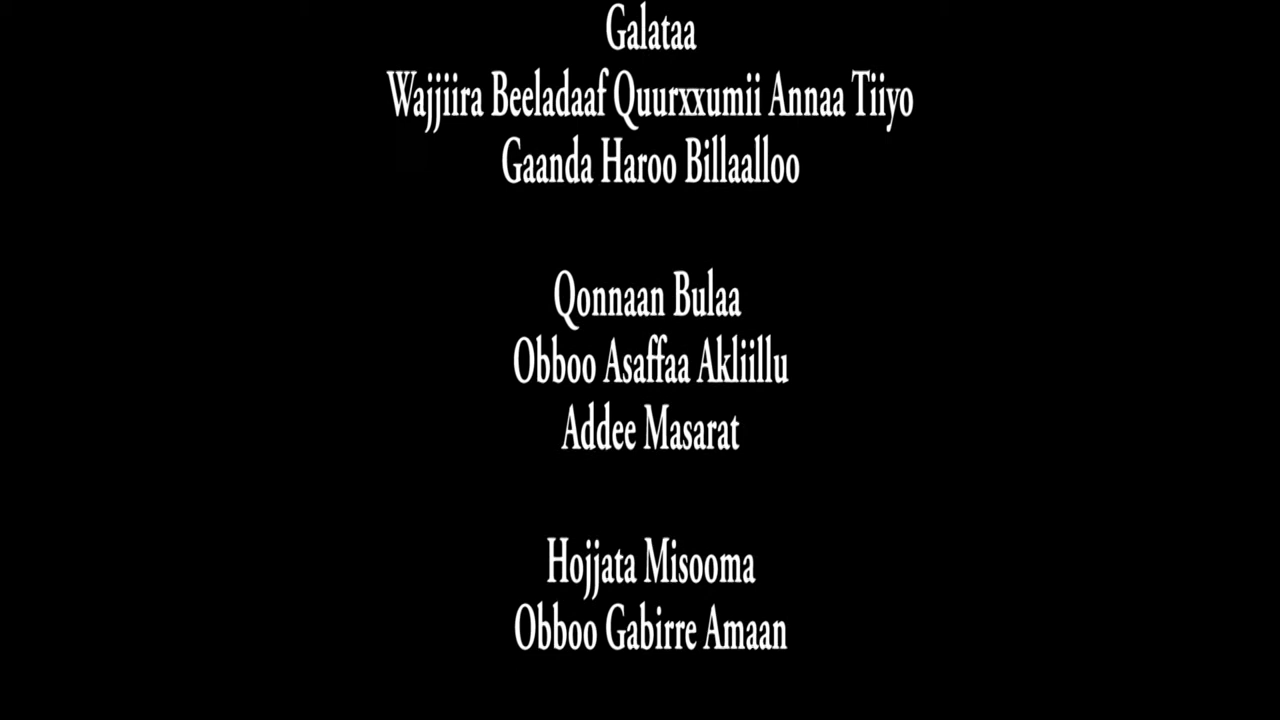 Galataa
Wajjiira Beeladaaf Quurxxumii Annaa Tiiyo
Gaanda Haroo Billaalloo
Qonnaan Bulaa
Obboo Asaffaa Akliillu
Addee Masarat
Hojjata Misooma
Obboo Gabirre Amaan